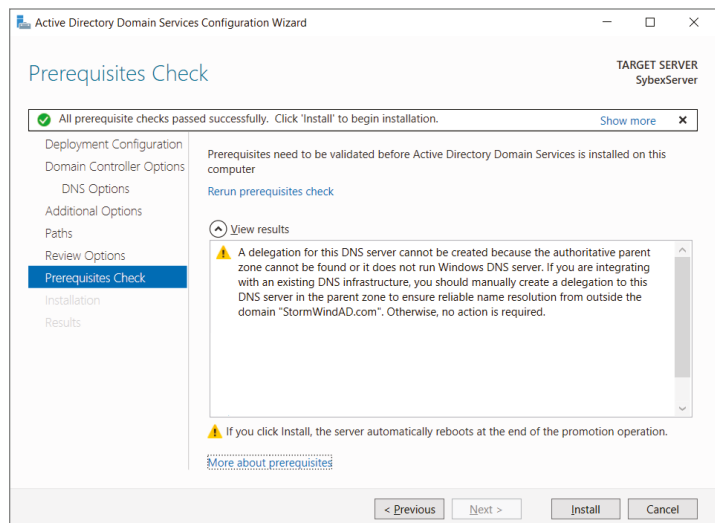 Active Directory Domain Services Configuration Wizard
Prerequisites Check
TARGET SERVER
SybexServer
All prerequisite checks passed successfully. Click 'Install' to begin installation.
Show more
Deployment Configuration
Domain Controller Options
DNS Options
Additional Options
Paths
Review Options
Prerequisites Check
Installation
Results
Prerequisites need to be validated before Active Directory Domain Services is installed on this
computer
Rerun prerequisites check
View results
A delegation for this DNS server cannot be created because the authoritative parent
zone cannot be found or it does not run Windows DNS server. If you are integrating
with an existing DNS infrastructure, you should manually create a delegation to this
DNS server in the parent zone to ensure reliable name resolution from outside the
domain "StormWindAD.com". Otherwise, no action is required.
If you click Install, the server automatically reboots at the end of the promotion operation.
More about prerequisites
< Previous
Next >
Install
Cancel